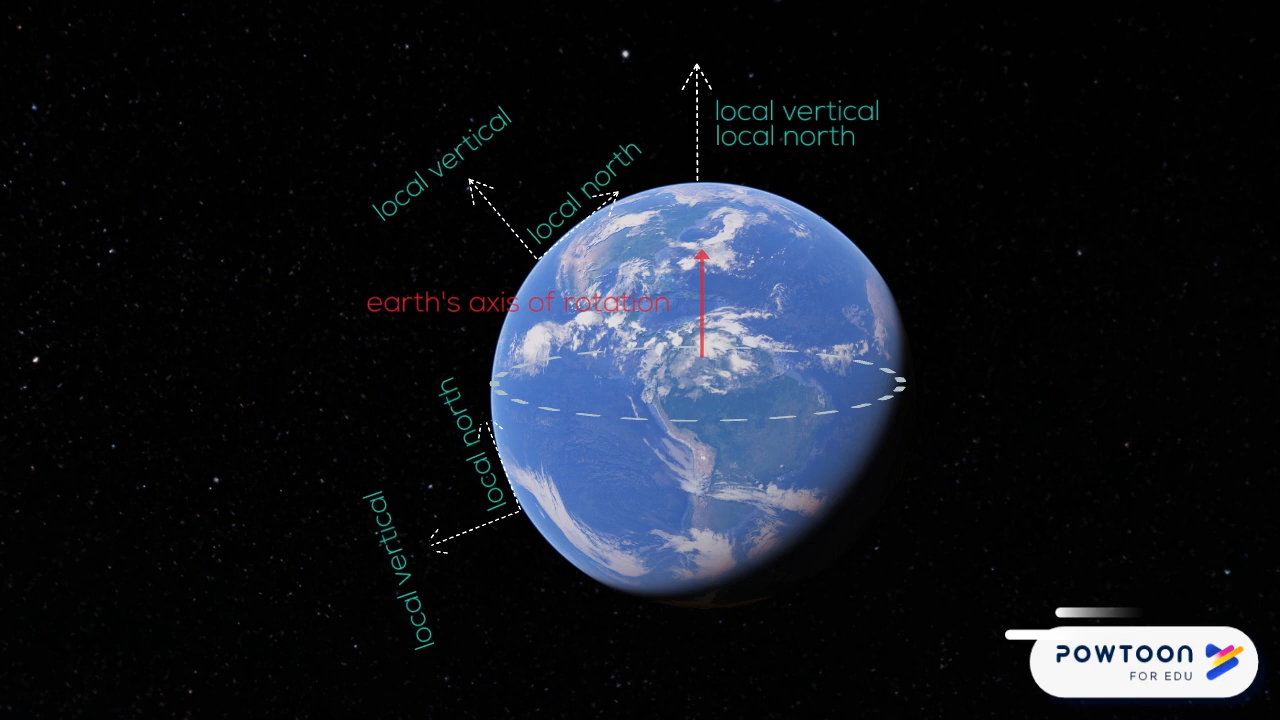 local vertical
local north
local vertical
local north
earth's axis of rotation
local north
local vertical
POWTOON
FOR EDU